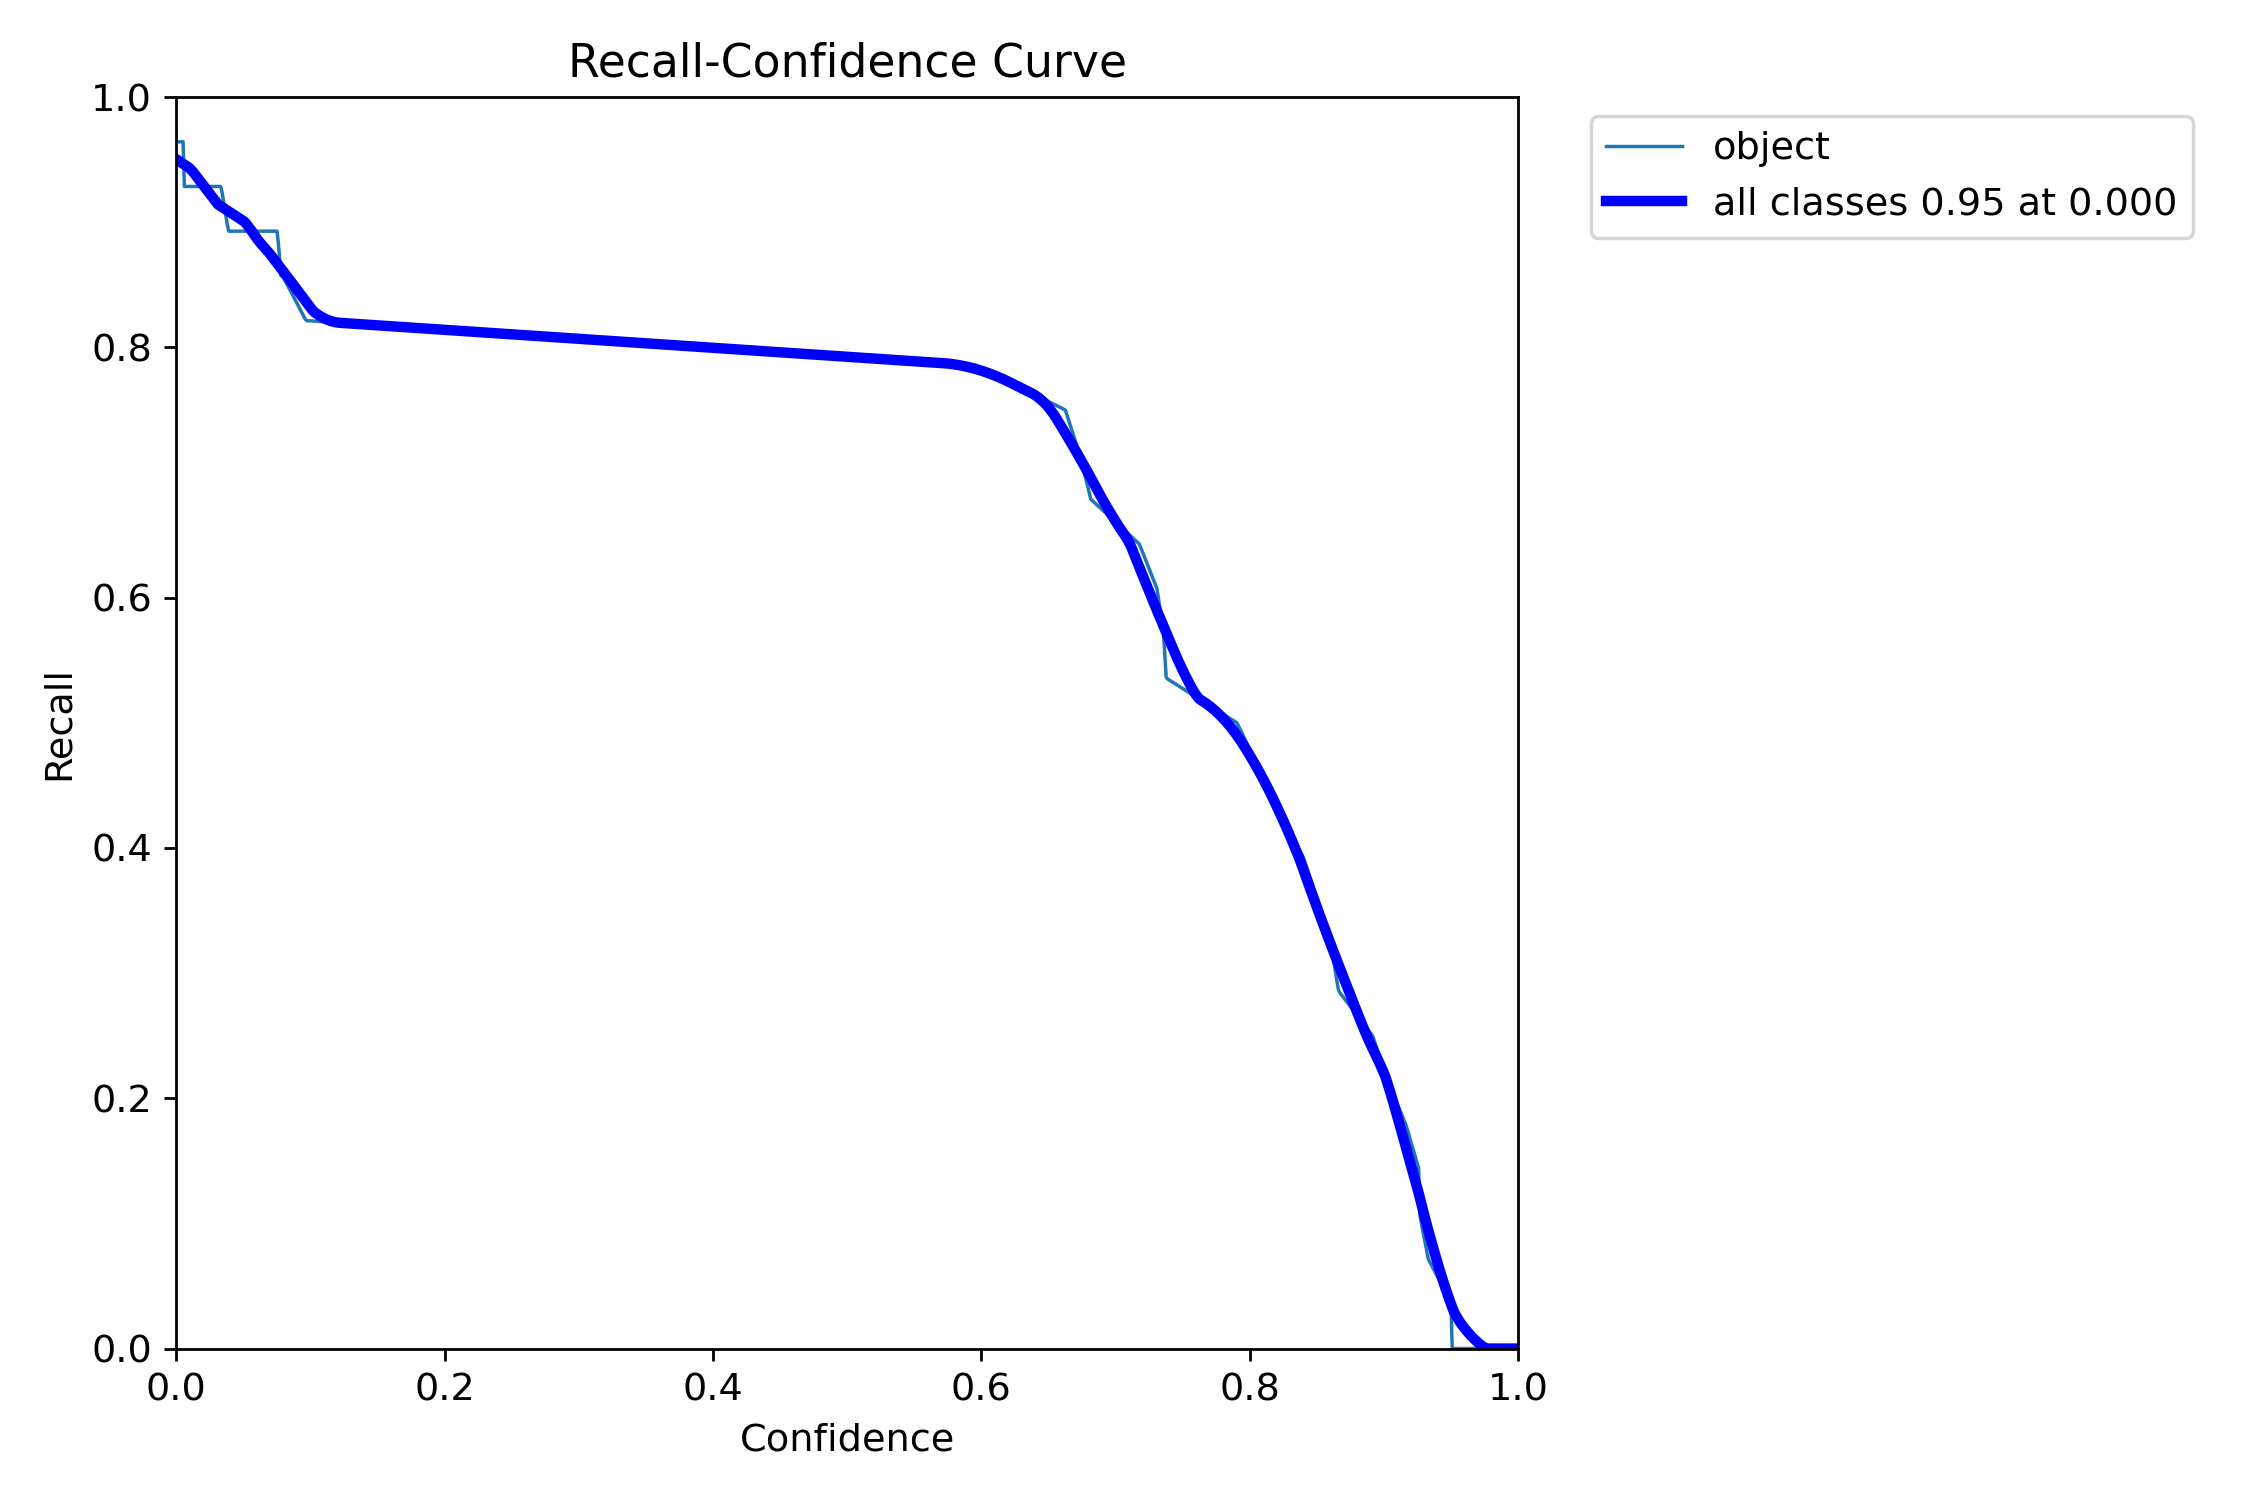 Recall-Confidence Curve
1.0
0.8
0.6
0.4
0.2
0.0
Recall
0.0 0.2 0.4 0.6 0.8 1.0
Confidence
object
all classes 0.95 at 0.000